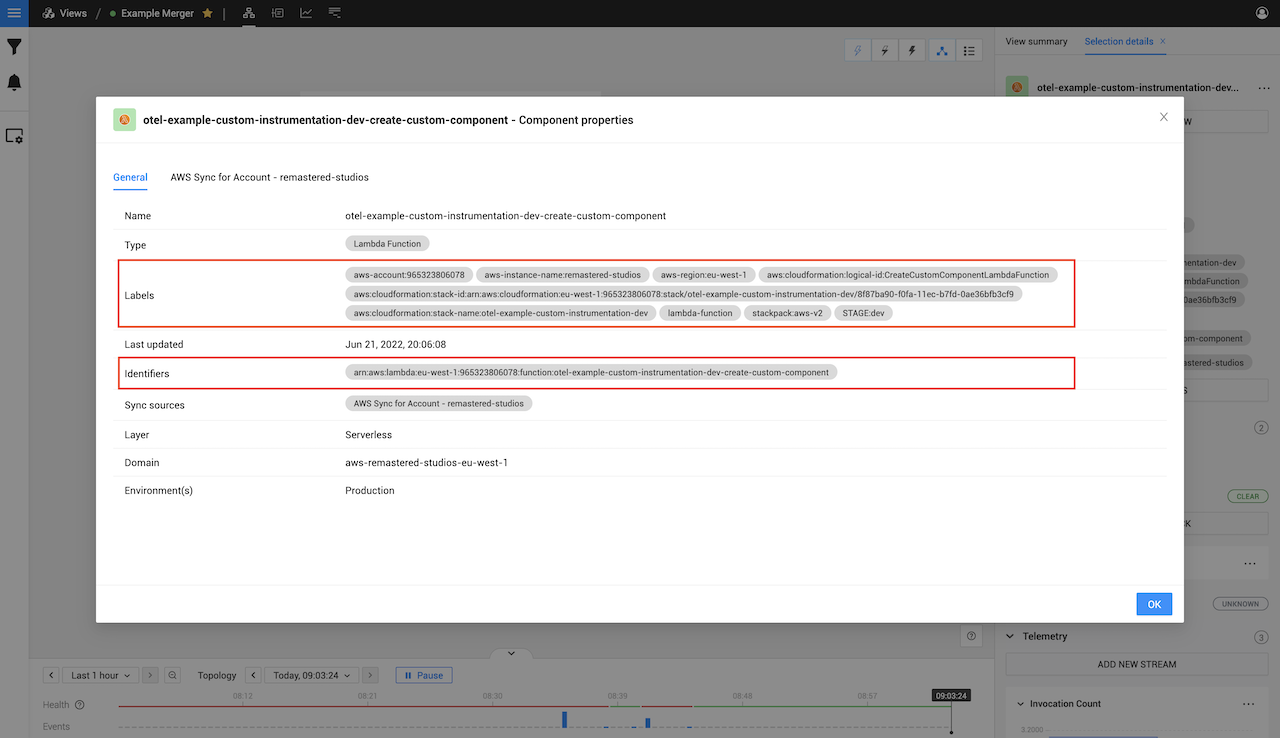 Views / Example Merger
View summary
Selection details ×
otel-example-custom-instrumentation-dev...
otel-example-custom-instrumentation-dev-create-custom-component - Component properties
General
AWS Sync for Account - remastered-studios
Name
otel-example-custom-instrumentation-dev-create-custom-component
Type
Lambda Function
Labels
aws-account:965323806078
aws-instance-name:remastered-studios
aws-region:eu-west-1
aws:cloudformation:logical-id:CreateCustomComponentLambdaFunction
aws:cloudformation:stack-id:arn:aws:cloudformation:eu-west-1:965323806078:stack/otel-example-custom-instrumentation-dev/8f87ba90-f0fa-11ec-b7fd-0ae36bfb3cf9
aws:cloudformation:stack-name:otel-example-custom-instrumentation-dev
lambda-function
stackpack:aws-v2
STAGE:dev
Last updated
Jun 21, 2022, 20:06:08
Identifiers
arn:aws:lambda:eu-west-1:965323806078:function:otel-example-custom-instrumentation-dev-create-custom-component
Sync sources
AWS Sync for Account - remastered-studios
Layer
Serverless
Domain
aws-remastered-studios-eu-west-1
Environment(s)
Production
OK
W
mentation-dev
mbdaFunction
0ae36bfb3cf9
om-component
astered-studios
S
2
CLEAR
CK
UNKNOWN
Telemetry
3
ADD NEW STREAM
Invocation Count
3.2000
Last 1 hour
Topology
Today, 09:03:24
Pause
08:12
08:21
08:30
08:39
08:48
08:57
09:03:24
Health
Events